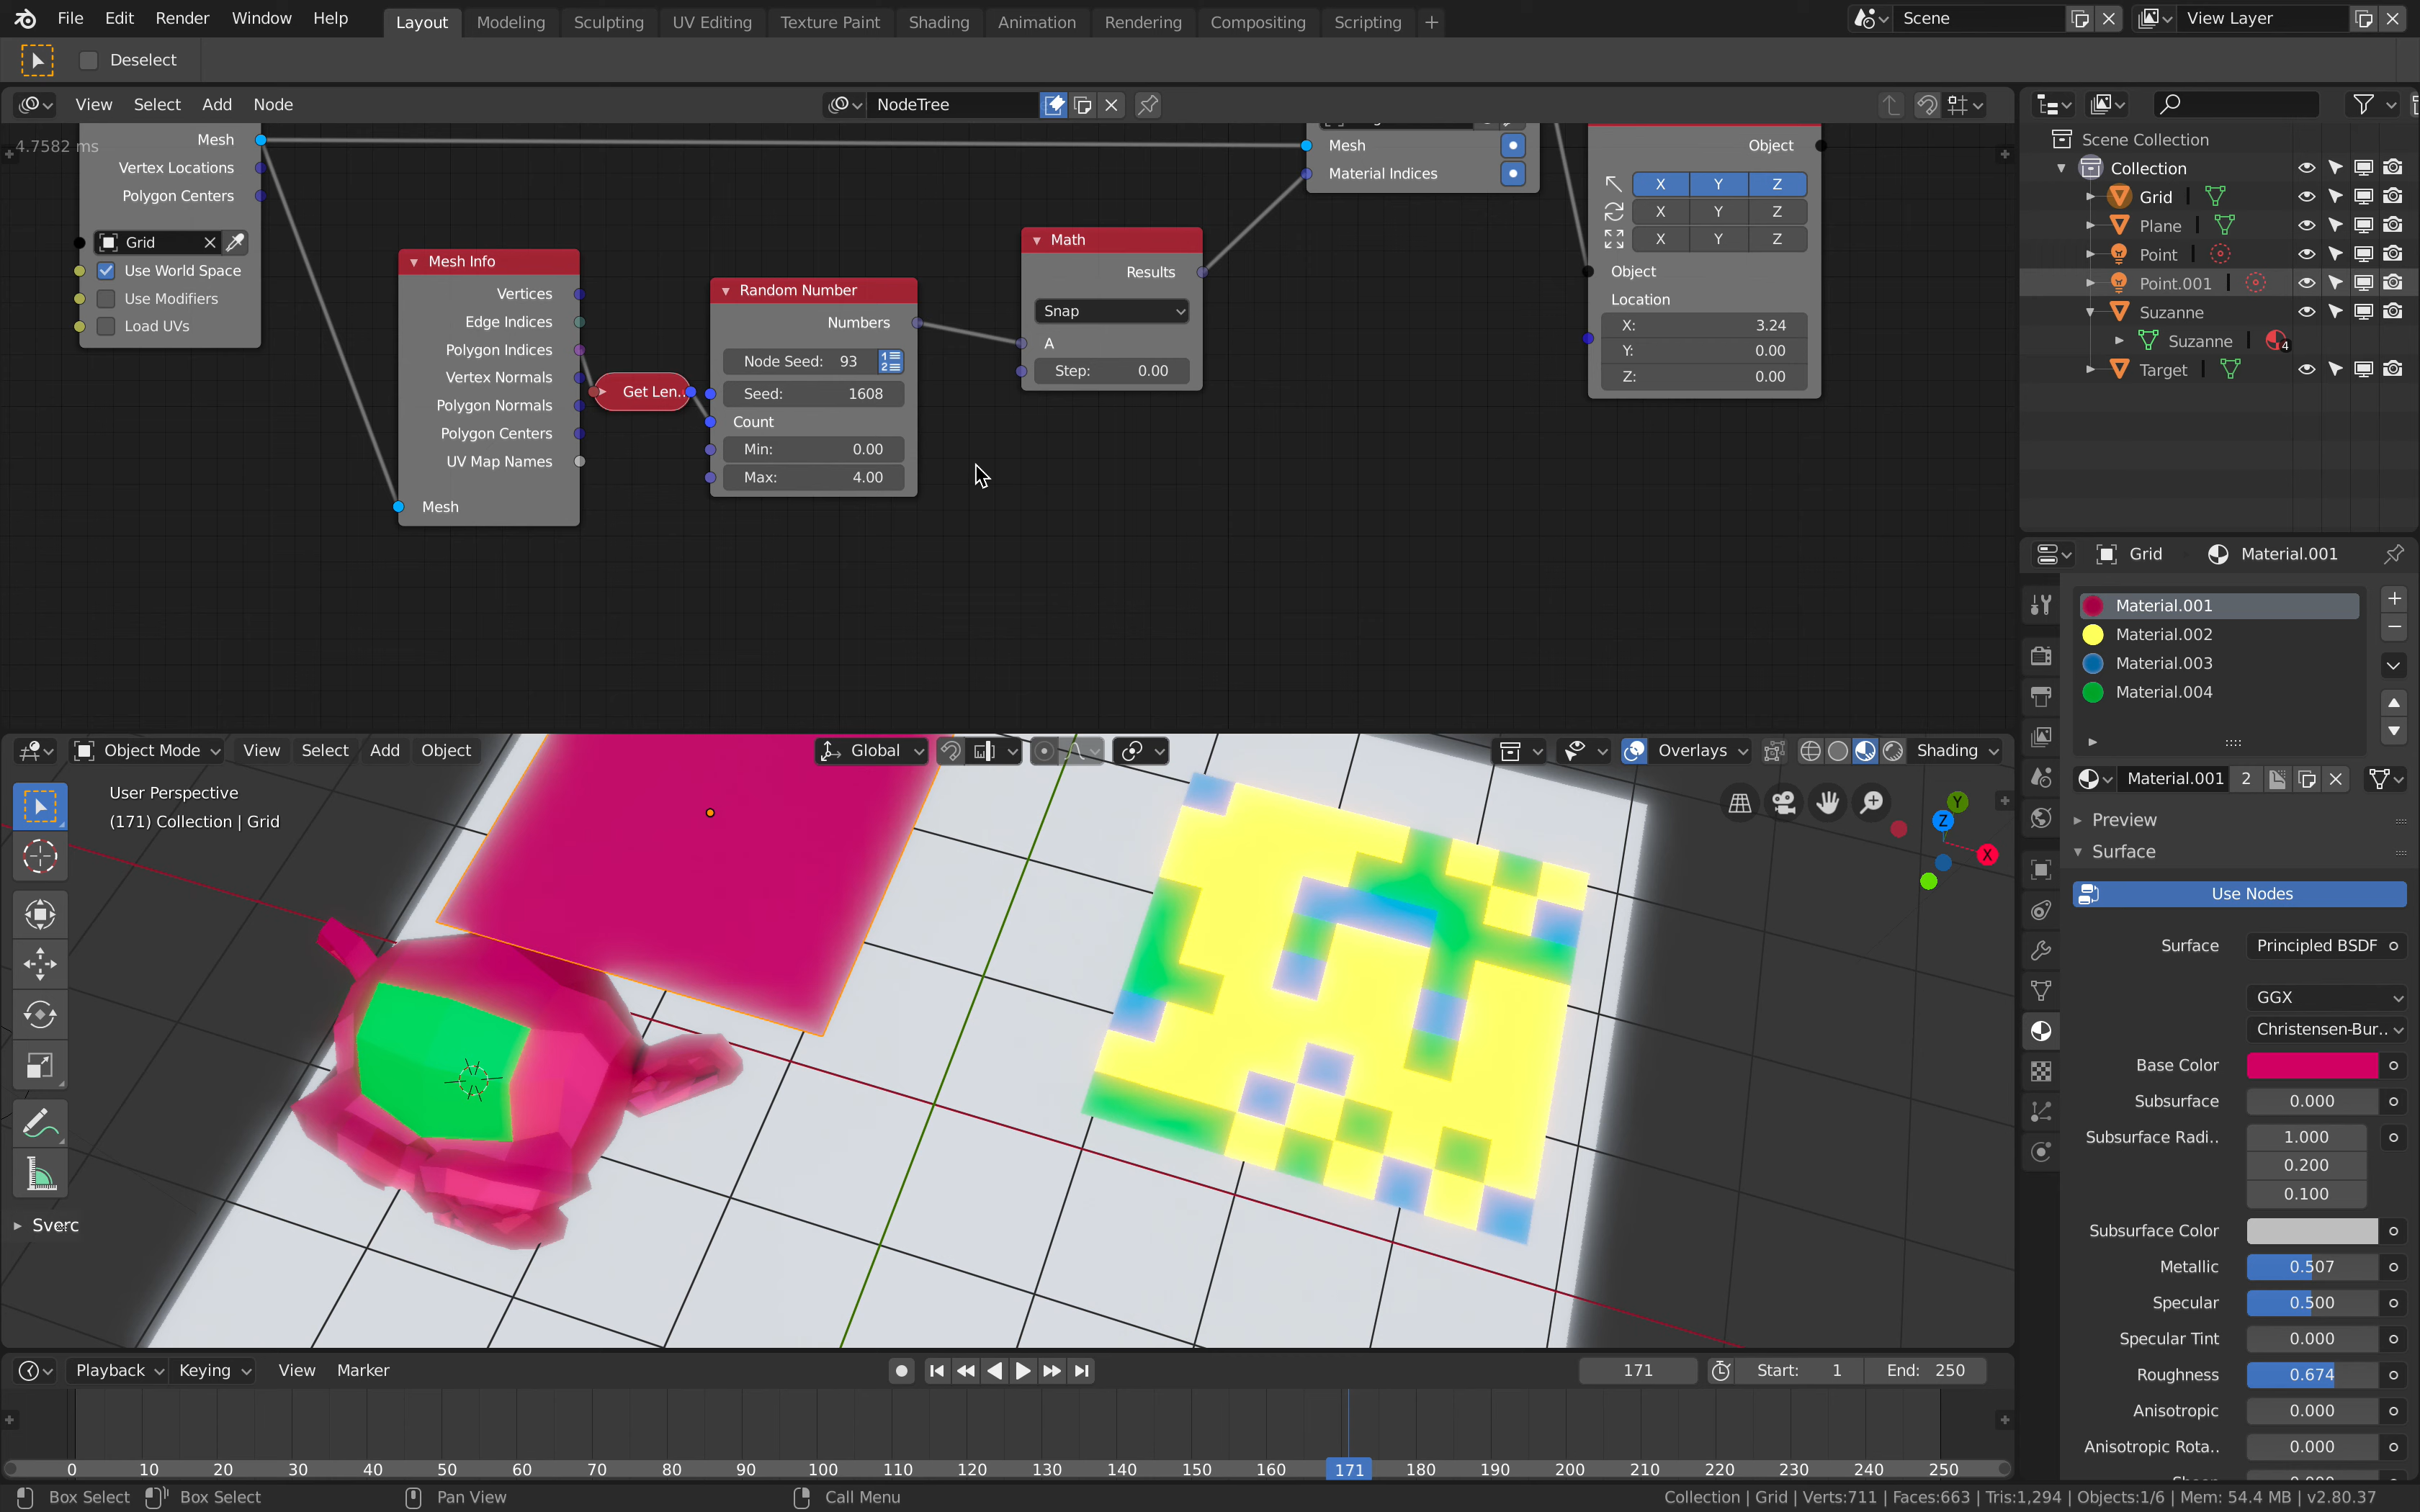 File Edit Render Window Help Layout Modeling Sculpting UV Editing Texture Paint Shading Animation Rendering Compositing Scripting + Scene View Layer
Deselect
View Select Add Node NodeTree
4.7582 ms
Mesh
Vertex Locations
Polygon Centers
Grid
Use World Space
Use Modifiers
Load UVs
Mesh Info
Vertices
Edge Indices
Polygon Indices
Vertex Normals
Polygon Normals
Polygon Centers
UV Map Names
Mesh
Get Len..
Random Number
Numbers
Node Seed: 93
Seed: 1608
Count
Min: 0.00
Max: 4.00
Math
Results
Snap
A
Step: 0.00
Mesh
Material Indices
Object
X Y Z
X Y Z
X Y Z
Object
Location
X: 3.24
Y: 0.00
Z: 0.00
Scene Collection
Collection
Grid
Plane
Point
Point.001
Suzanne
Suzanne 4
Target
Grid Material.001
Material.001
Material.002
Material.003
Material.004
Material.001 2
Preview
Surface
Use Nodes
Surface Principled BSDF
GGX
Christensen-Bur..
Base Color
Subsurface 0.000
Subsurface Radi.. 1.000
0.200
0.100
Subsurface Color
Metallic 0.507
Specular 0.500
Specular Tint 0.000
Roughness 0.674
Anisotropic 0.000
Anisotropic Rota.. 0.000
Object Mode View Select Add Object Global Overlays Shading
User Perspective
(171) Collection | Grid
Y
Z
X
Playback Keying View Marker 171 Start: 1 End: 250
0 10 20 30 40 50 60 70 80 90 100 110 120 130 140 150 160 171 180 190 200 210 220 230 240 250
Box Select Box Select Pan View Call Menu Collection | Grid | Verts:711 | Faces:663 | Tris:1,294 | Objects:1/6 | Mem: 54.4 MB | v2.80.37